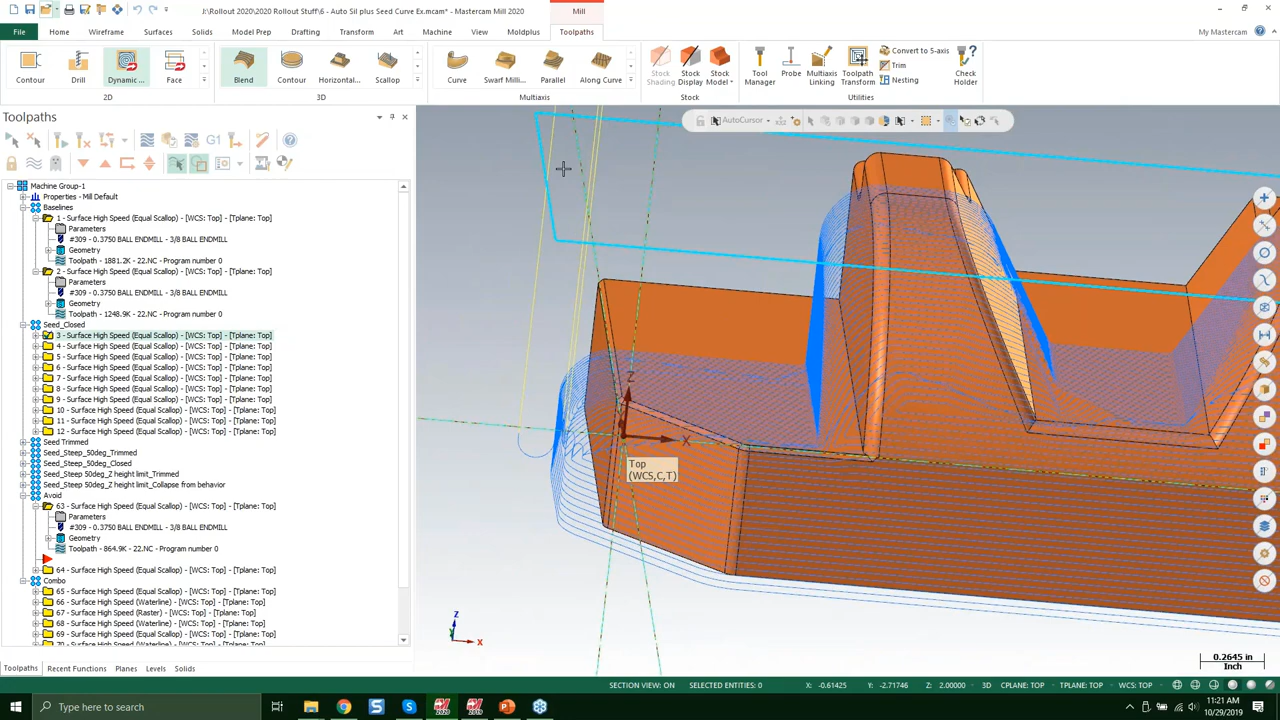 J:\Rollout 2020\2020 Rollout Stuff\6 - Auto Sil plus Seed Curve Ex.mcam* - Mastercam Mill 2020
Mill
File
Home
Wireframe
Surfaces
Solids
Model Prep
Drafting
Transform
Art
Machine
View
Moldplus
Toolpaths
My Mastercam
Contour
Drill
Dynamic ...
Face
Blend
Contour
Horizontal...
Scallop
Curve
Swarf Milli...
Parallel
Along Curve
Stock Shading
Stock Display
Stock Model
Tool Manager
Probe
Multiaxis Linking
Toolpath Transform
Convert to 5-axis
Trim
Nesting
Check Holder
2D
3D
Multiaxis
Stock
Utilities
Toolpaths
AutoCursor
G1
Machine Group-1
Properties - Mill Default
Baselines
1 - Surface High Speed (Equal Scallop) - [WCS: Top] - [Tplane: Top]
Parameters
#309 - 0.3750 BALL ENDMILL - 3/8 BALL ENDMILL
Geometry
Toolpath - 1881.2K - 22.NC - Program number 0
2 - Surface High Speed (Equal Scallop) - [WCS: Top] - [Tplane: Top]
Parameters
#309 - 0.3750 BALL ENDMILL - 3/8 BALL ENDMILL
Geometry
Toolpath - 1248.9K - 22.NC - Program number 0
Seed_Closed
3 - Surface High Speed (Equal Scallop) - [WCS: Top] - [Tplane: Top]
4 - Surface High Speed (Equal Scallop) - [WCS: Top] - [Tplane: Top]
5 - Surface High Speed (Equal Scallop) - [WCS: Top] - [Tplane: Top]
6 - Surface High Speed (Equal Scallop) - [WCS: Top] - [Tplane: Top]
7 - Surface High Speed (Equal Scallop) - [WCS: Top] - [Tplane: Top]
8 - Surface High Speed (Equal Scallop) - [WCS: Top] - [Tplane: Top]
9 - Surface High Speed (Equal Scallop) - [WCS: Top] - [Tplane: Top]
10 - Surface High Speed (Equal Scallop) - [WCS: Top] - [Tplane: Top]
11 - Surface High Speed (Equal Scallop) - [WCS: Top] - [Tplane: Top]
12 - Surface High Speed (Equal Scallop) - [WCS: Top] - [Tplane: Top]
Seed Trimmed
Seed_Steep_50deg_Trimmed
Seed_Steep_50deg_Closed
Seed_Steep 50deg_Z height limit_Trimmed
Seed_Steep 50deg_Z height limit_Collapse from behavior
Avoid
63 - Surface High Speed (Equal Scallop) - [WCS: Top] - [Tplane: Top]
Parameters
#309 - 0.3750 BALL ENDMILL - 3/8 BALL ENDMILL
Geometry
Toolpath - 864.9K - 22.NC - Program number 0
64 - Surface High Speed (Equal Scallop) - [WCS: Top] - [Tplane: Top]
Combo
65 - Surface High Speed (Equal Scallop) - [WCS: Top] - [Tplane: Top]
66 - Surface High Speed (Waterline) - [WCS: Top] - [Tplane: Top]
67 - Surface High Speed (Raster) - [WCS: Top] - [Tplane: Top]
68 - Surface High Speed (Waterline) - [WCS: Top] - [Tplane: Top]
69 - Surface High Speed (Equal Scallop) - [WCS: Top] - [Tplane: Top]
70 - Surface High Speed (Waterline) - [WCS: Top] - [Tplane: Top]
Z
X
Top
(WCS,C,T)
Z
X
0.2645 in
Inch
Toolpaths
Recent Functions
Planes
Levels
Solids
SECTION VIEW: ON
SELECTED ENTITIES: 0
X: -0.61425
Y: -2.71746
Z: 2.00000
3D
CPLANE: TOP
TPLANE: TOP
WCS: TOP
Type here to search
2020
2020
11:21 AM
10/29/2019